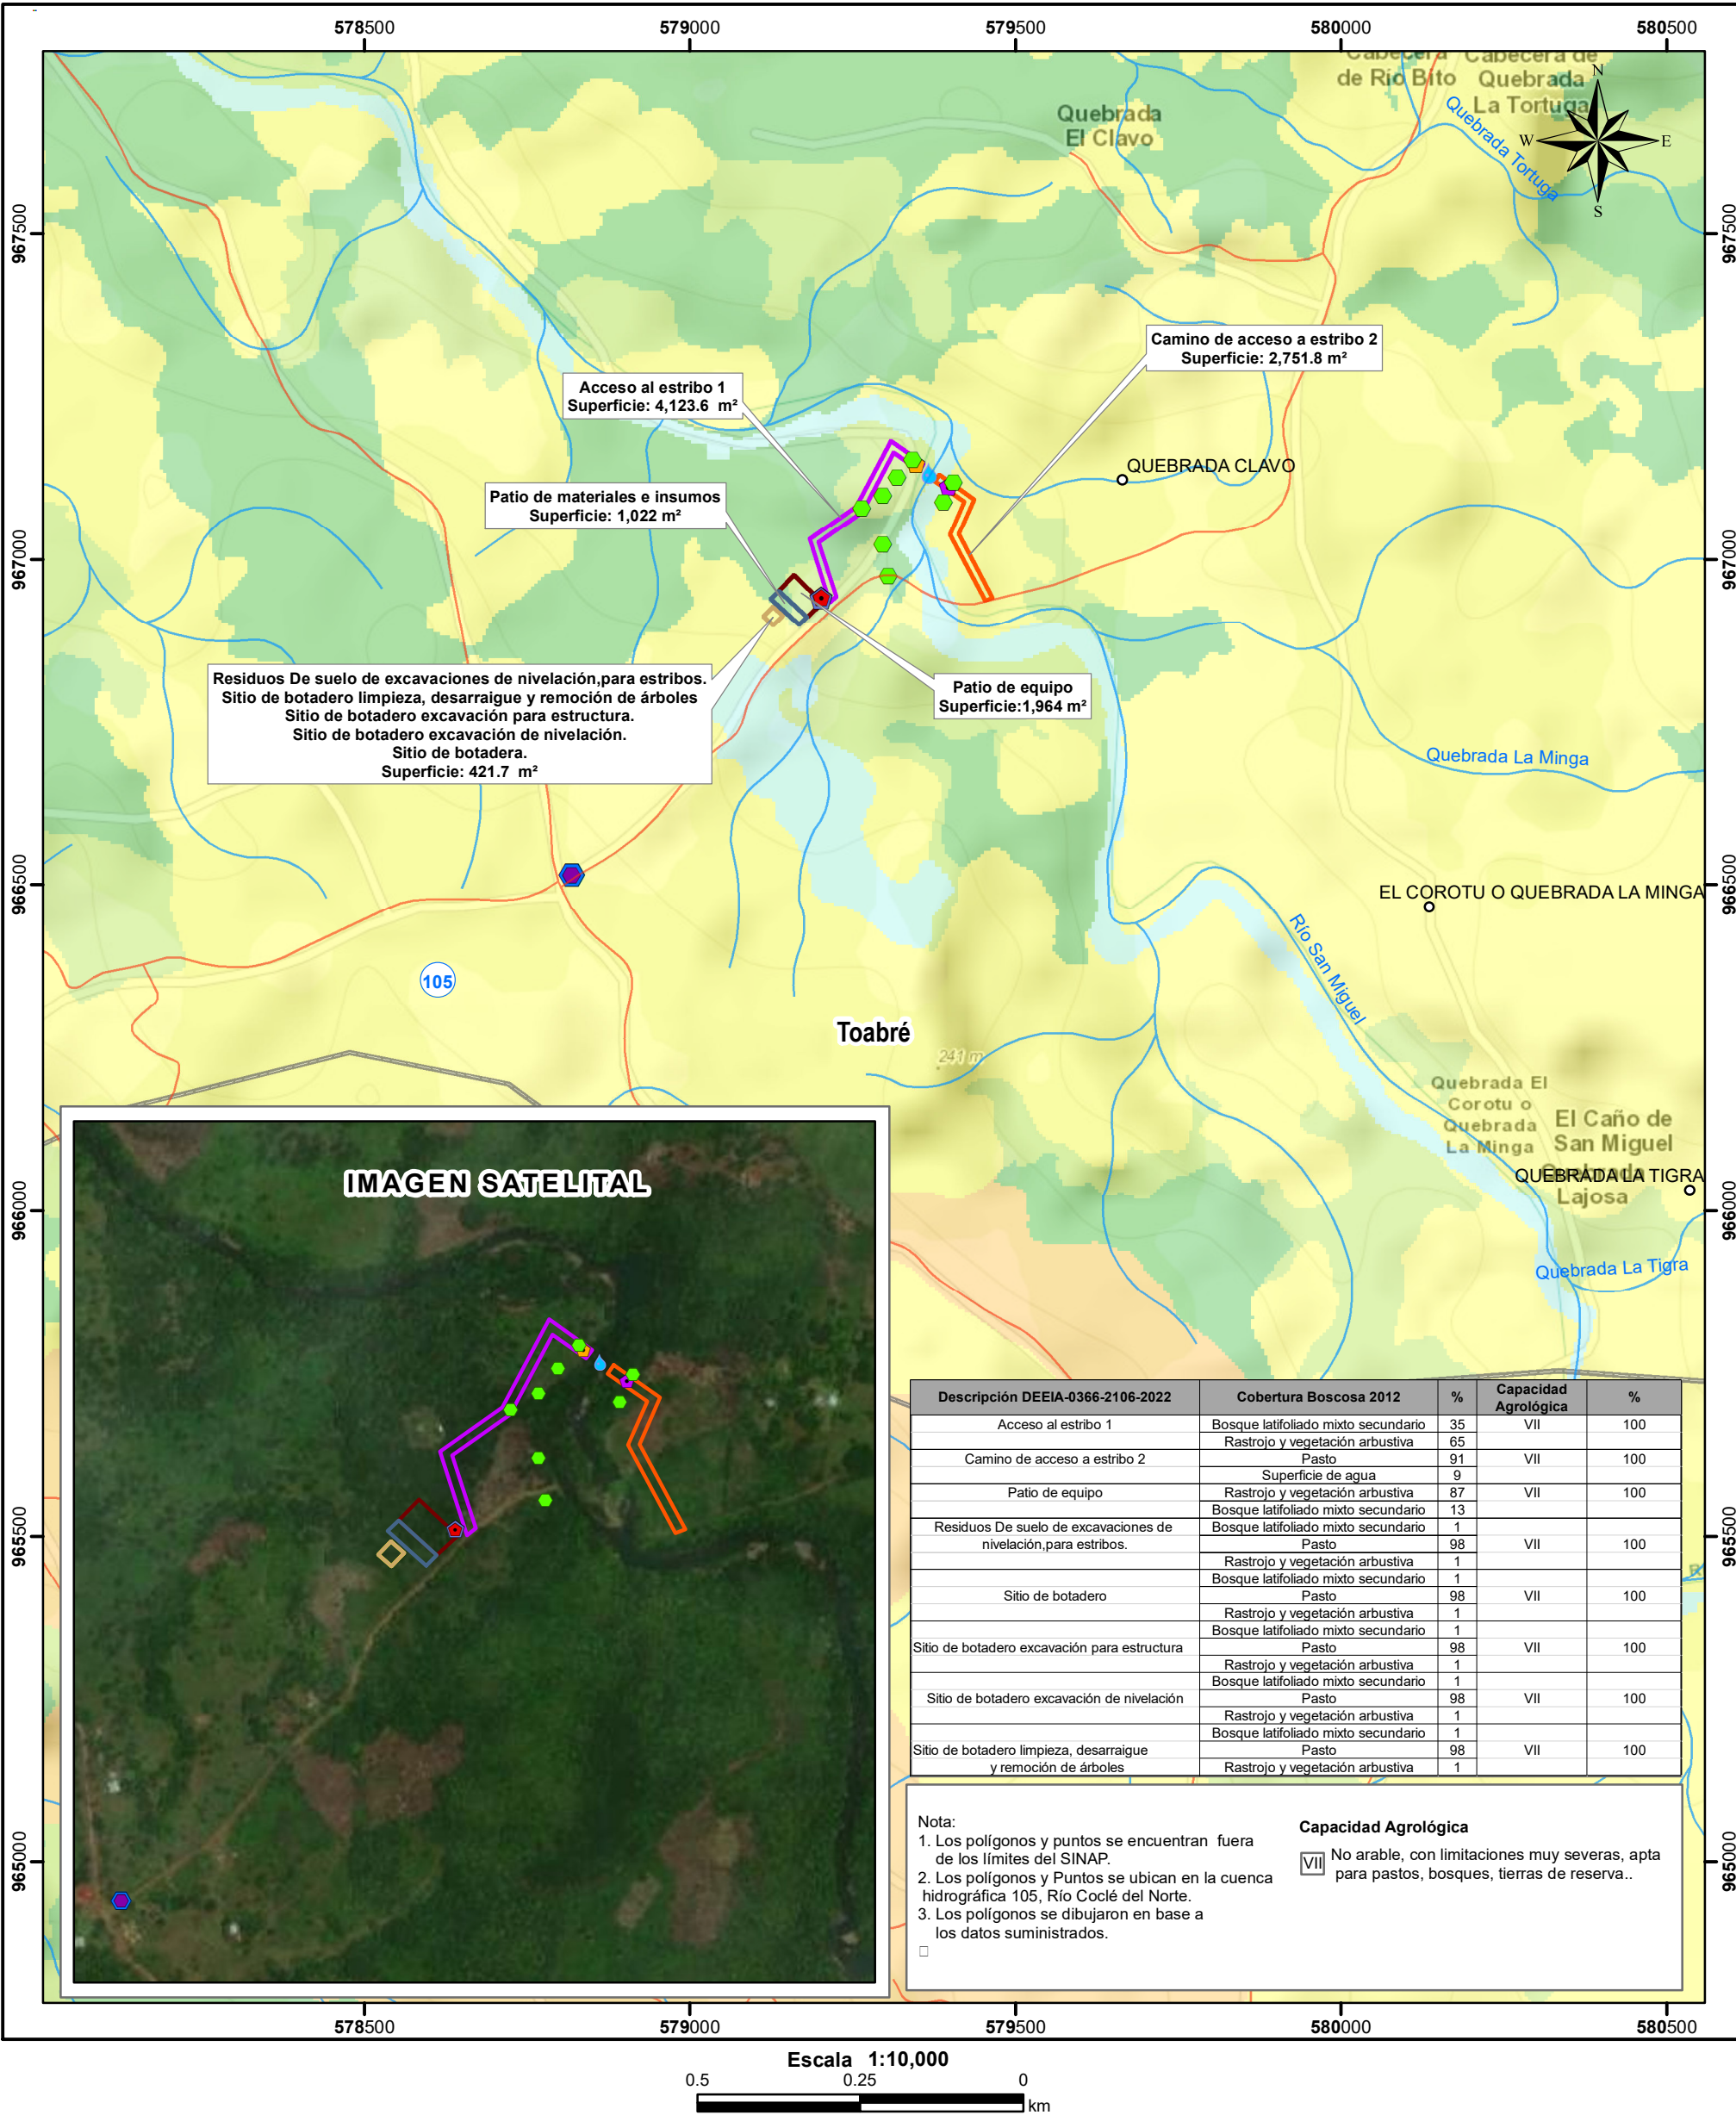 578500 579000 579500 580000 580500
Cabecera de Río Bito
Cabecera de Quebrada La Tortuga
N
W E
S
Quebrada Tortuga
Quebrada
El Clavo
967500 967500
Camino de acceso a estribo 2
Superficie: 2,751.8 m²
Acceso al estribo 1
Superficie: 4,123.6 m²
QUEBRADA CLAVO
Patio de materiales e insumos
Superficie: 1,022 m²
967000 967000
Residuos De suelo de excavaciones de nivelación,para estribos.
Sitio de botadero limpieza, desarraigue y remoción de árboles
Sitio de botadero excavación para estructura.
Sitio de botadero excavación de nivelación.
Sitio de botadera.
Superficie: 421.7 m²
Patio de equipo
Superficie:1,964 m²
Quebrada La Minga
966500 966500
EL COROTU O QUEBRADA LA MINGA
Río San Miguel
105
Toabré
241 m
Quebrada El
Corotu o
Quebrada
La Minga
El Caño de
San Miguel
QUEBRADA LA TIGRA
Quebrada
Lajosa
966000 966000
Quebrada La Tigra
IMAGEN SATELITAL
Descripción DEEIA-0366-2106-2022 Cobertura Boscosa 2012 % Capacidad Agrológica %
Acceso al estribo 1 Bosque latifoliado mixto secundario 35 VII 100
Rastrojo y vegetación arbustiva 65
Camino de acceso a estribo 2 Pasto 91 VII 100
Superficie de agua 9
Patio de equipo Rastrojo y vegetación arbustiva 87 VII 100
Bosque latifoliado mixto secundario 13
Residuos De suelo de excavaciones de Bosque latifoliado mixto secundario 1
nivelación,para estribos. Pasto 98 VII 100
Rastrojo y vegetación arbustiva 1
Bosque latifoliado mixto secundario 1
Sitio de botadero Pasto 98 VII 100
Rastrojo y vegetación arbustiva 1
Bosque latifoliado mixto secundario 1
Sitio de botadero excavación para estructura Pasto 98 VII 100
Rastrojo y vegetación arbustiva 1
Bosque latifoliado mixto secundario 1
Sitio de botadero excavación de nivelación Pasto 98 VII 100
Rastrojo y vegetación arbustiva 1
Bosque latifoliado mixto secundario 1
Sitio de botadero limpieza, desarraigue Pasto 98 VII 100
y remoción de árboles Rastrojo y vegetación arbustiva 1
965500 965500
Nota:
1. Los polígonos y puntos se encuentran fuera
de los límites del SINAP.
2. Los polígonos y Puntos se ubican en la cuenca
hidrográfica 105, Río Coclé del Norte.
3. Los polígonos se dibujaron en base a
los datos suministrados.
Capacidad Agrológica
VII No arable, con limitaciones muy severas, apta
para pastos, bosques, tierras de reserva..
965000 965000
578500 579000 579500 580000 580500
Escala 1:10,000
0.5 0.25 0
km